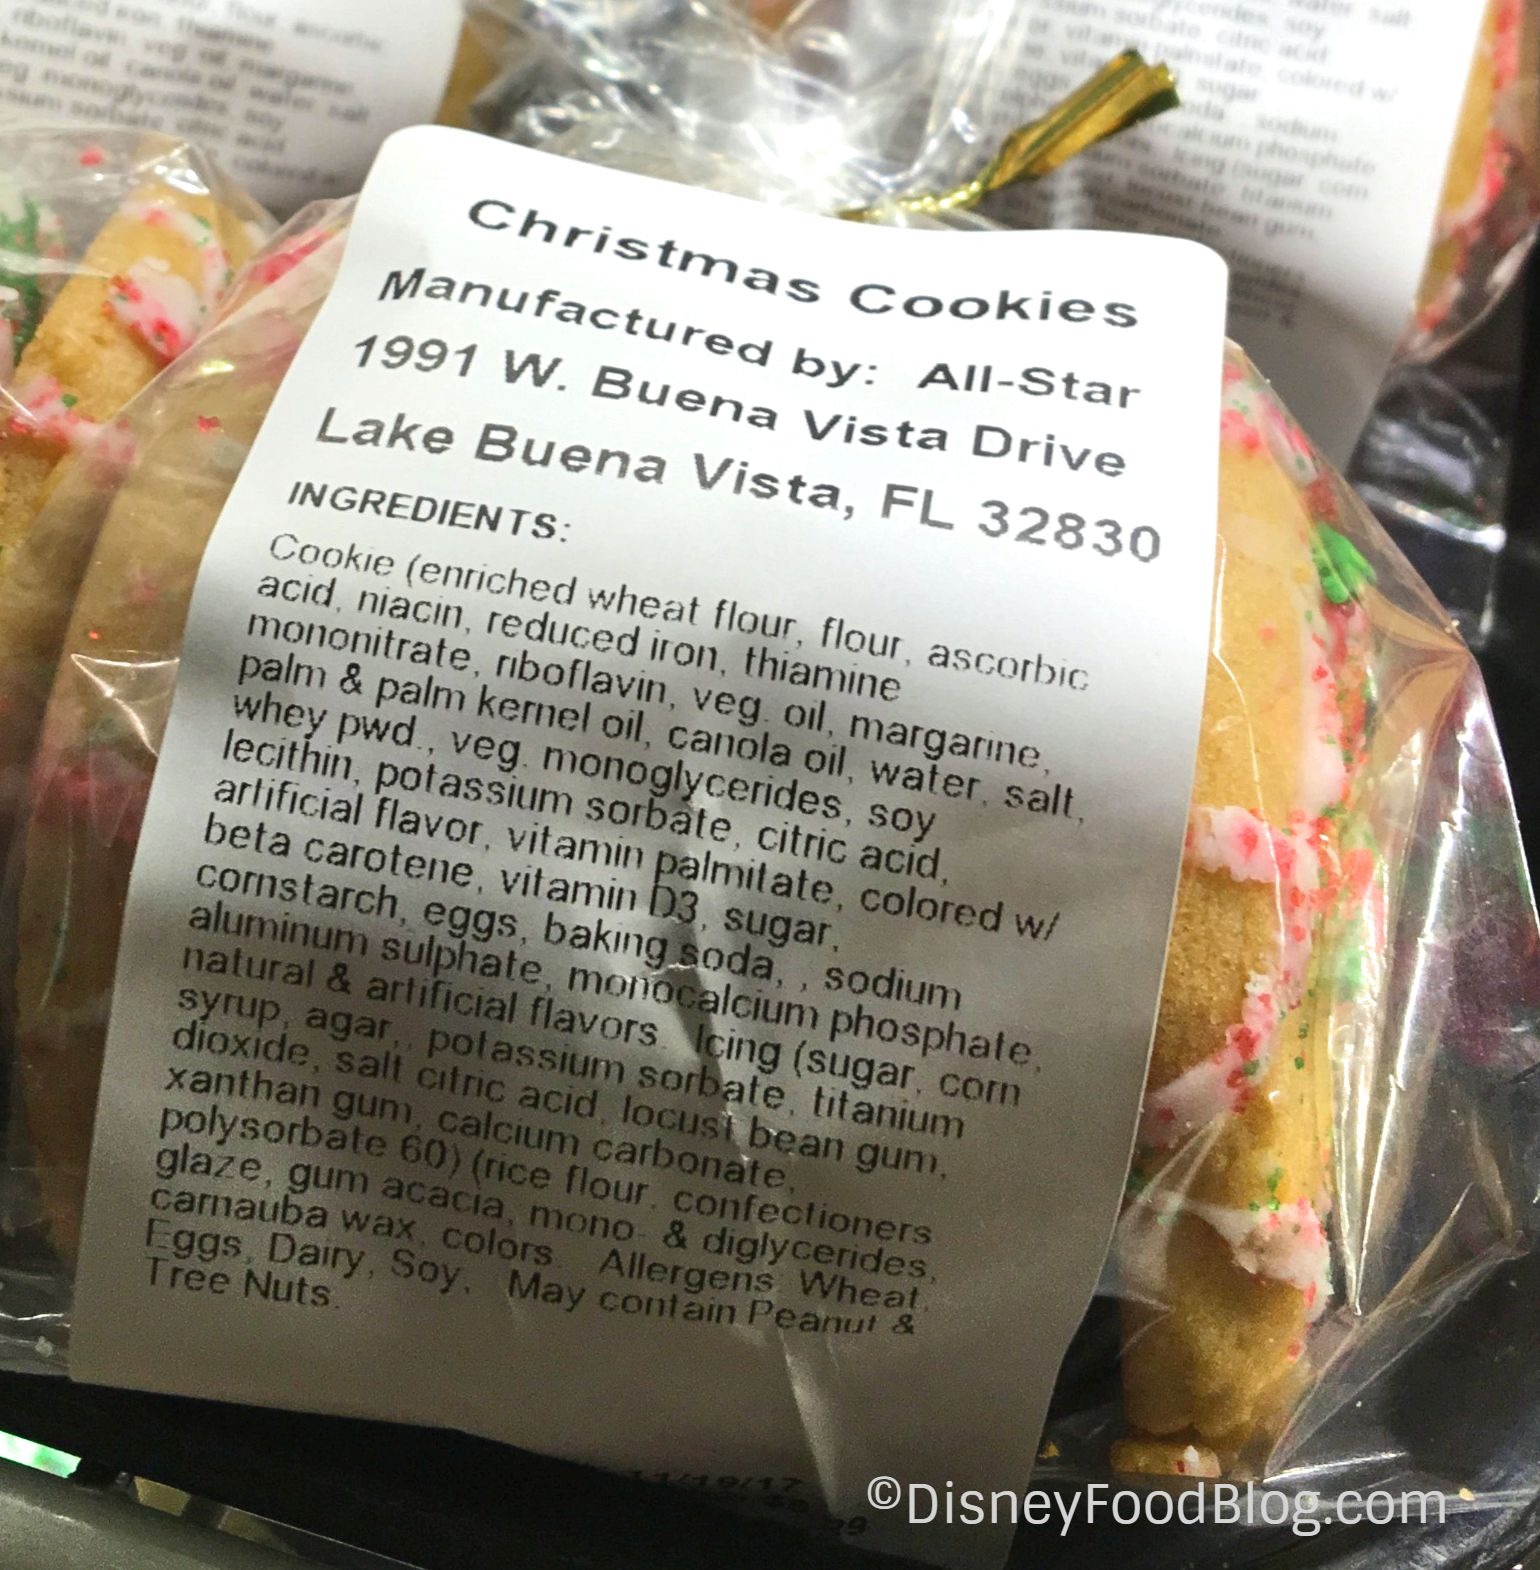 Christmas Cookies
Manufactured by: All-Star
1991 W. Buena Vista Drive
Lake Buena Vista, FL 32830
INGREDIENTS:
Cookie (enriched wheat flour, flour, ascorbic
acid, niacin, reduced iron, thiamine
mononitrate, riboflavin, veg. oil, margarine,
palm & palm kernel oil, canola oil, water, salt,
whey pwd., veg. monoglycerides, soy
lecithin, potassium sorbate, citric acid,
artificial flavor, vitamin palmitate, colored w/
beta carotene, vitamin D3, sugar,
cornstarch, eggs, baking soda, , sodium
aluminum sulphate, monocalcium phosphate,
natural & artificial flavors. Icing (sugar, corn
syrup, agar,, potassium sorbate, titanium
dioxide, salt citric acid, locust bean gum,
xanthan gum, calcium carbonate,
polysorbate 60) (rice flour, confectioners
glaze, gum acacia, mono- & diglycerides,
carnauba wax, colors. Allergens Wheat,
Eggs, Dairy, Soy, May contain Peanut &
Tree Nuts.
11/19/17
©DisneyFoodBlog.com